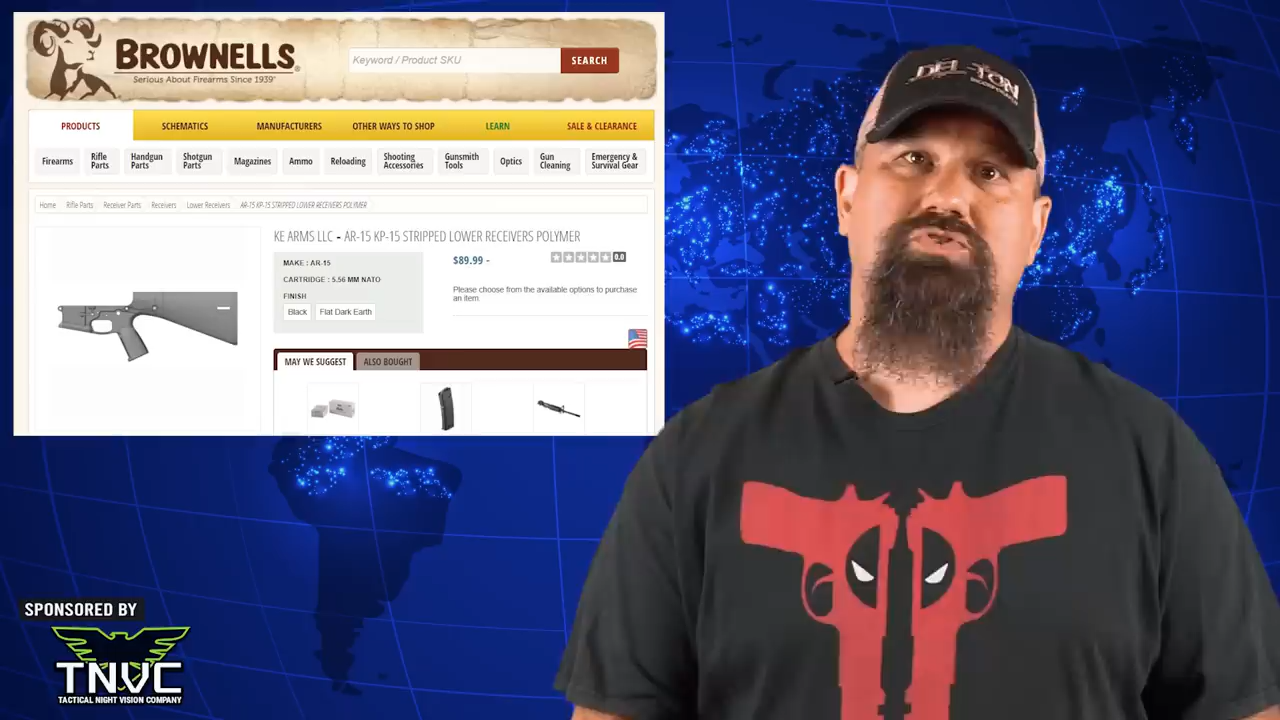 BROWNELLS
Serious About Firearms Since 1939
Keyword / Product SKU
SEARCH
PRODUCTS
SCHEMATICS
MANUFACTURERS
OTHER WAYS TO SHOP
LEARN
SALE & CLEARANCE
Firearms
Rifle
Parts
Handgun
Parts
Shotgun
Parts
Magazines
Ammo
Reloading
Shooting
Accessories
Gunsmith
Tools
Optics
Gun
Cleaning
Emergency &
Survival Gear
Home
Rifle Parts
Receiver Parts
Receivers
Lower Receivers
AR-15 KP-15 STRIPPED LOWER RECEIVERS POLYMER
KE ARMS LLC - AR-15 KP-15 STRIPPED LOWER RECEIVERS POLYMER
MAKE : AR-15
CARTRIDGE : 5.56 MM NATO
FINISH
Black
Flat Dark Earth
$89.99 -
0.0
Please choose from the available options to purchase
an item.
MAY WE SUGGEST
ALSO BOUGHT
DEL-TON
INCORPORATED
SPONSORED BY
TNVC
TACTICAL NIGHT VISION COMPANY